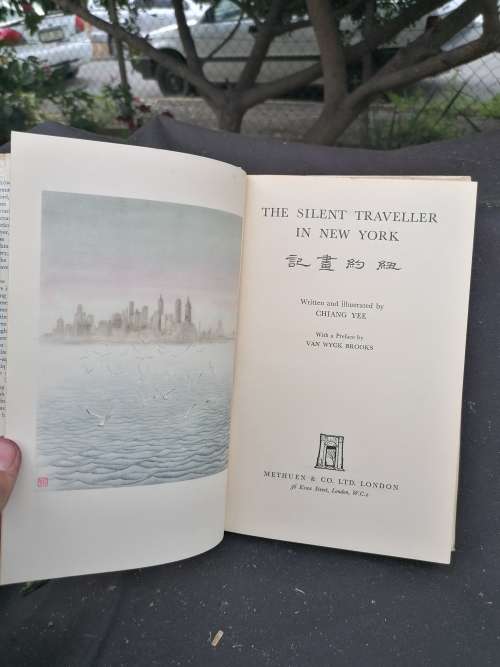 THE SILENT TRAVELLER
IN NEW YORK
紐約畫記
Written and illustrated by
CHIANG YEE
With a Preface by
VAN WYCK BROOKS
METHUEN & CO. LTD. LONDON
36 Essex Street, London, W.C.2